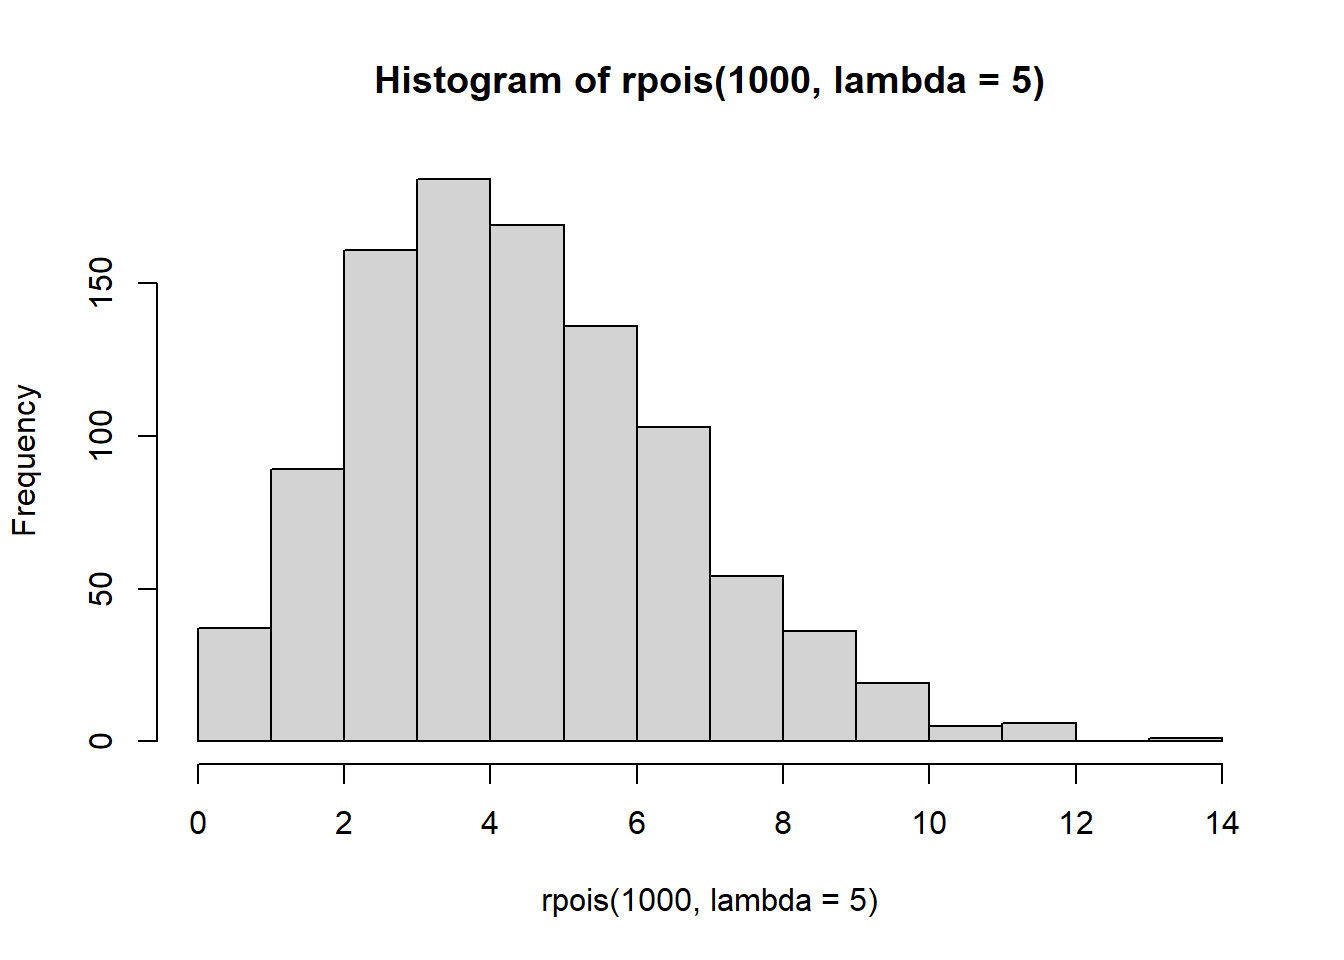 Histogram of rpois(1000, lambda = 5)
Frequency
150
100
50
0
0 2 4 6 8 10 12 14
rpois(1000, lambda = 5)